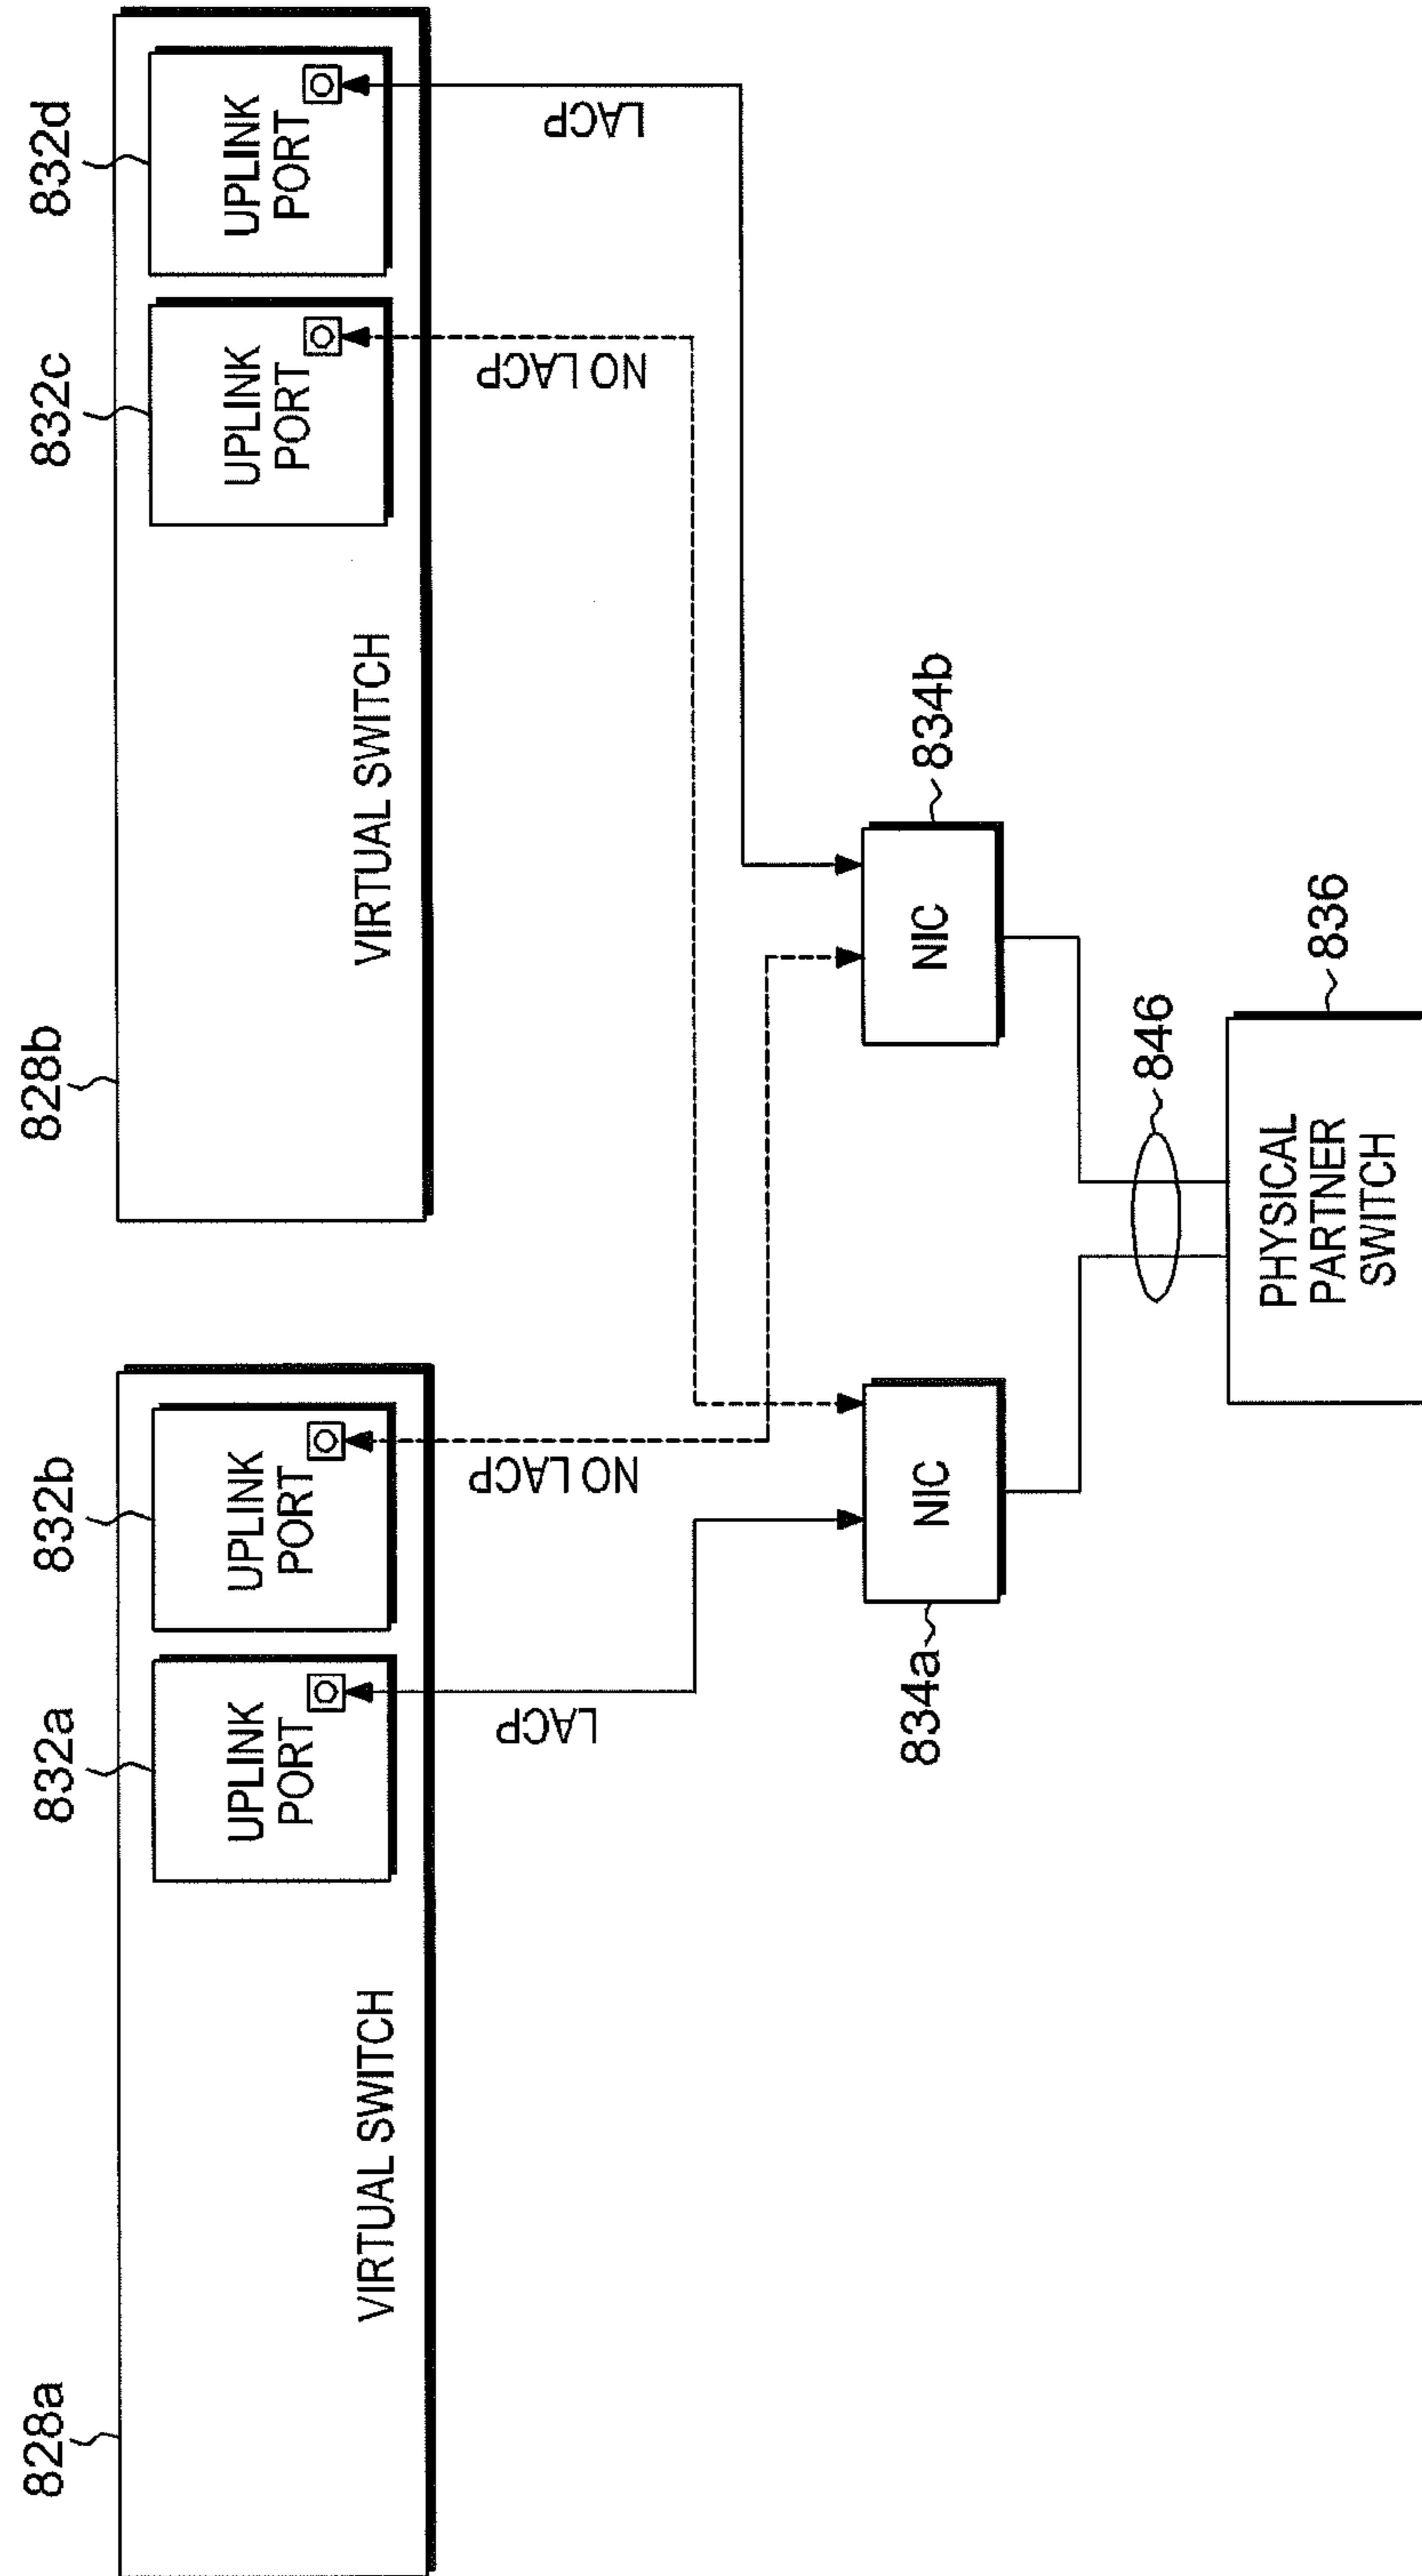 828a
828b
832a
832b
832c
832d
UPLINK
PORT
UPLINK
PORT
UPLINK
PORT
UPLINK
PORT
VIRTUAL SWITCH
VIRTUAL SWITCH
LACP
NO LACP
NO LACP
LACP
834a
NIC
NIC
834b
846
PHYSICAL
PARTNER
SWITCH
836